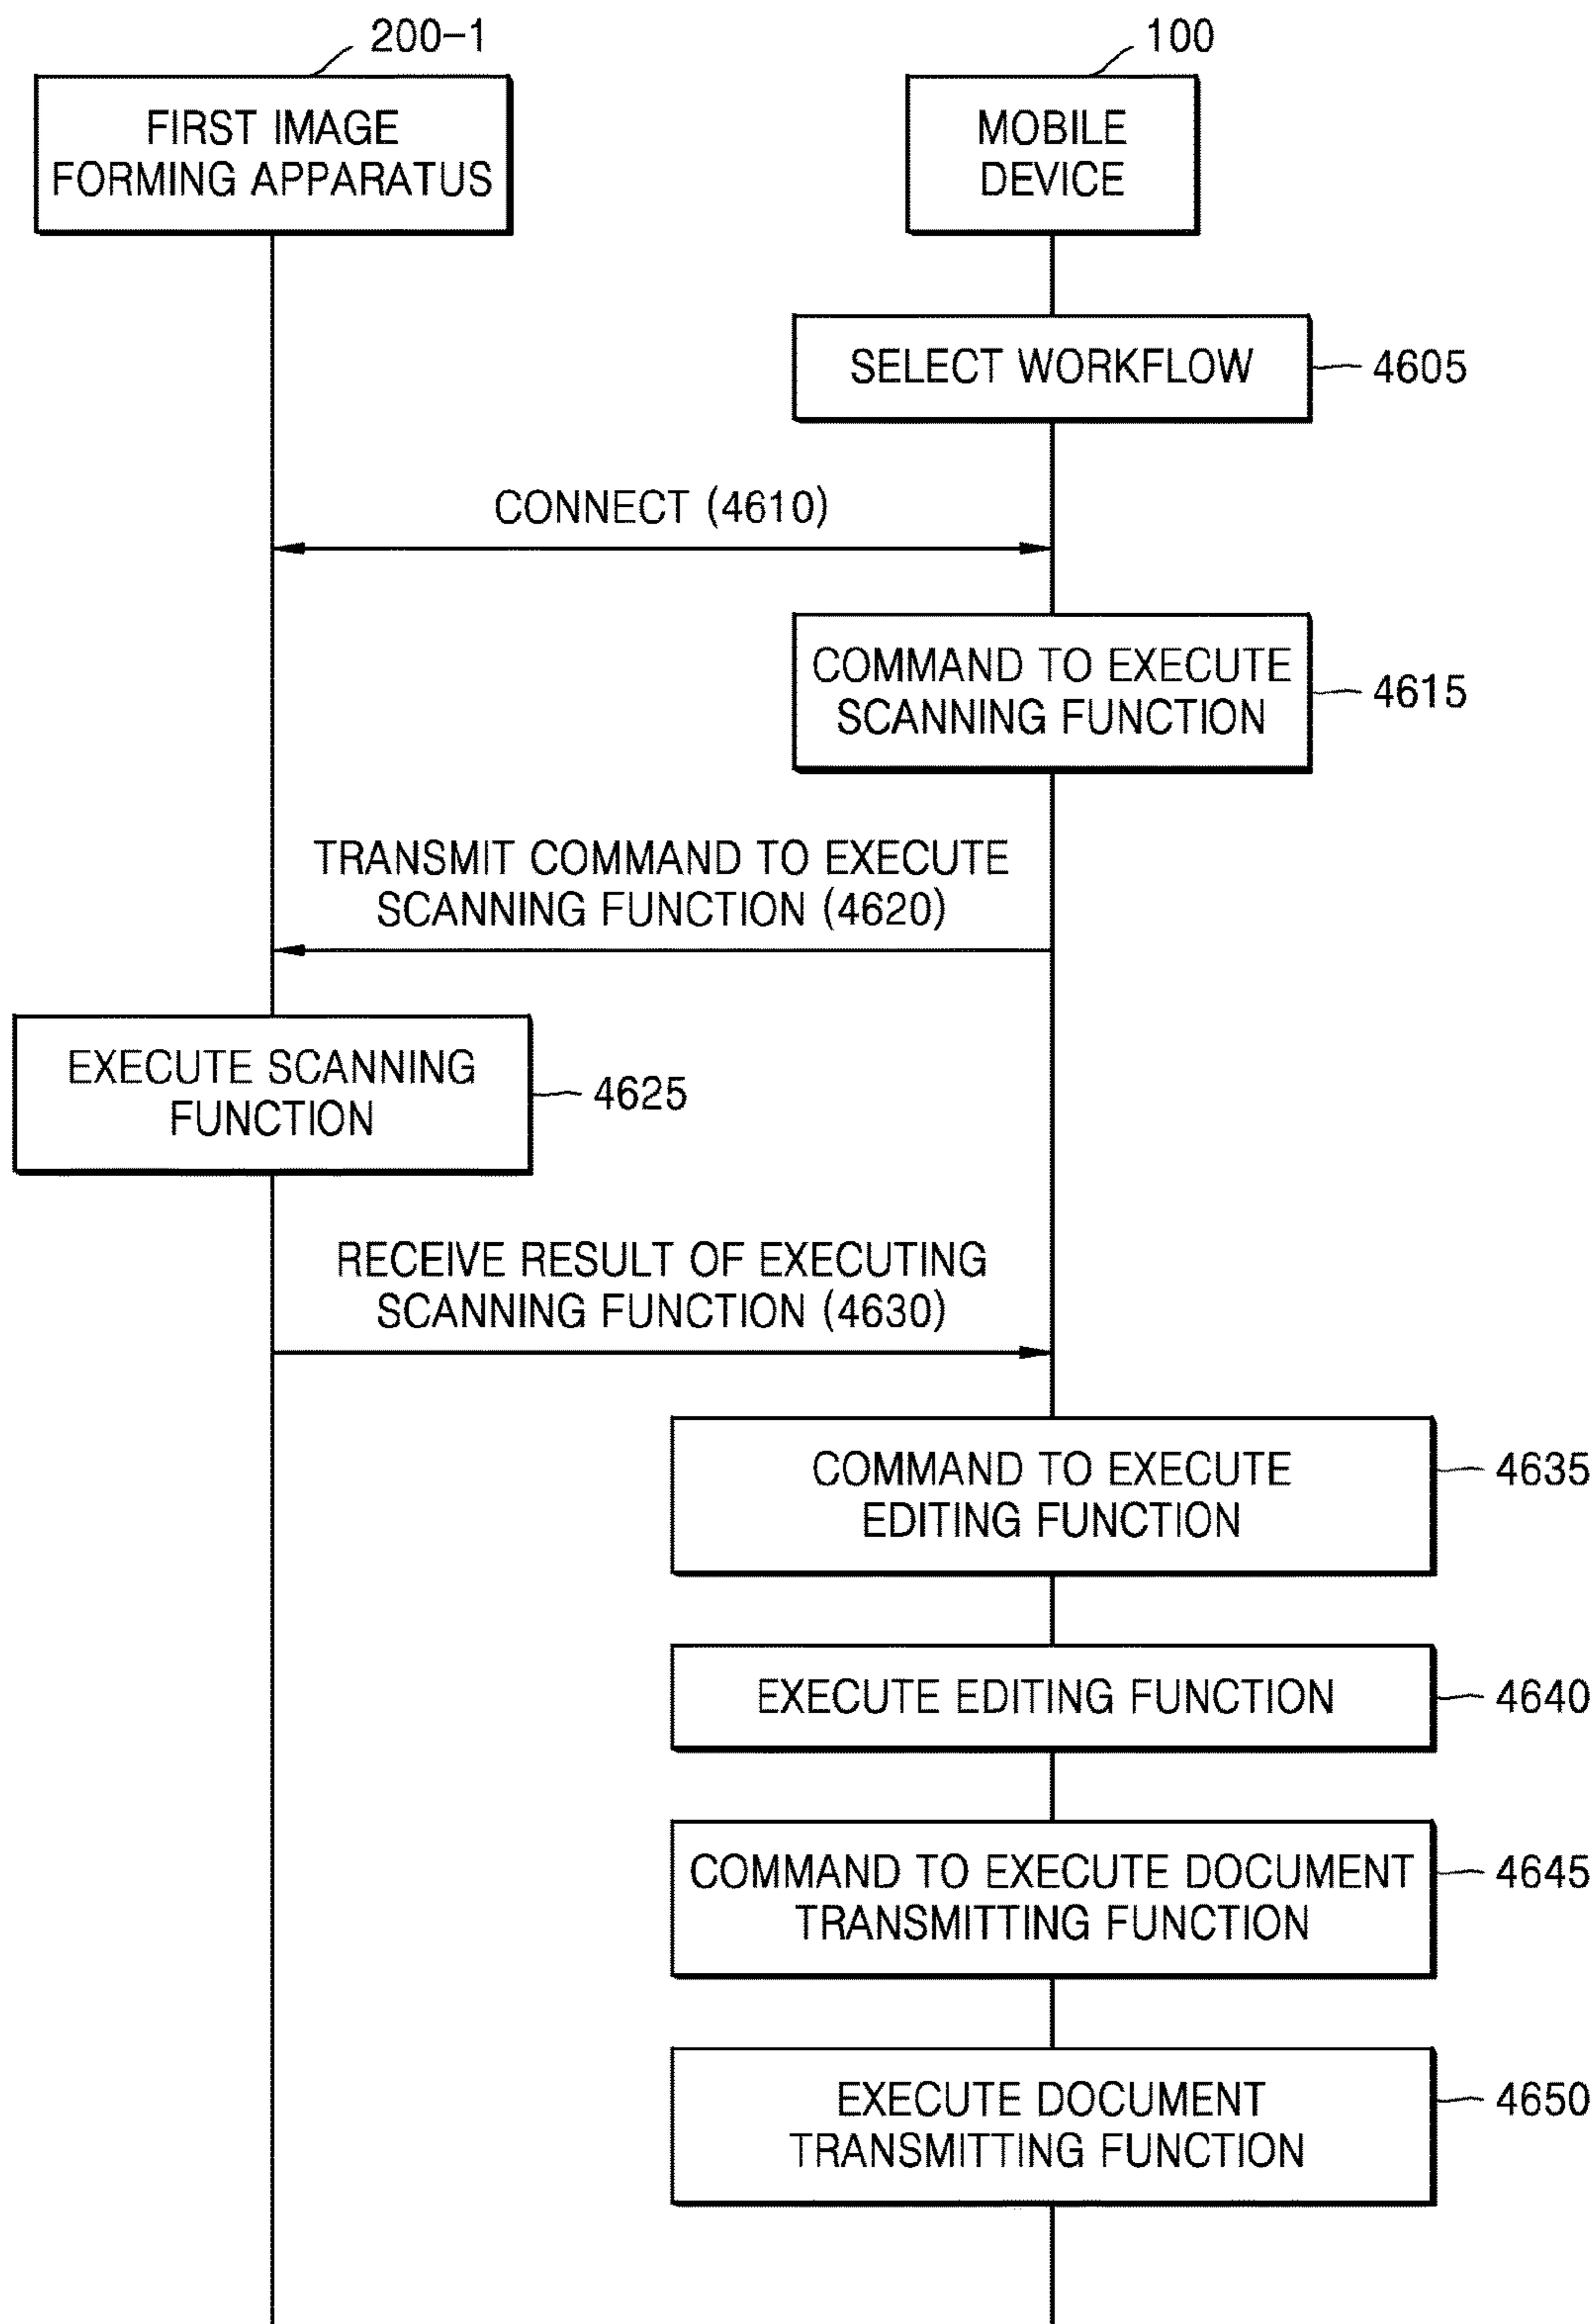 200-1
100
FIRST IMAGE
FORMING APPARATUS
MOBILE
DEVICE
SELECT WORKFLOW
4605
CONNECT (4610)
COMMAND TO EXECUTE
SCANNING FUNCTION
4615
TRANSMIT COMMAND TO EXECUTE
SCANNING FUNCTION (4620)
EXECUTE SCANNING
FUNCTION
4625
RECEIVE RESULT OF EXECUTING
SCANNING FUNCTION (4630)
COMMAND TO EXECUTE
EDITING FUNCTION
4635
EXECUTE EDITING FUNCTION
4640
COMMAND TO EXECUTE DOCUMENT
TRANSMITTING FUNCTION
4645
EXECUTE DOCUMENT
TRANSMITTING FUNCTION
4650